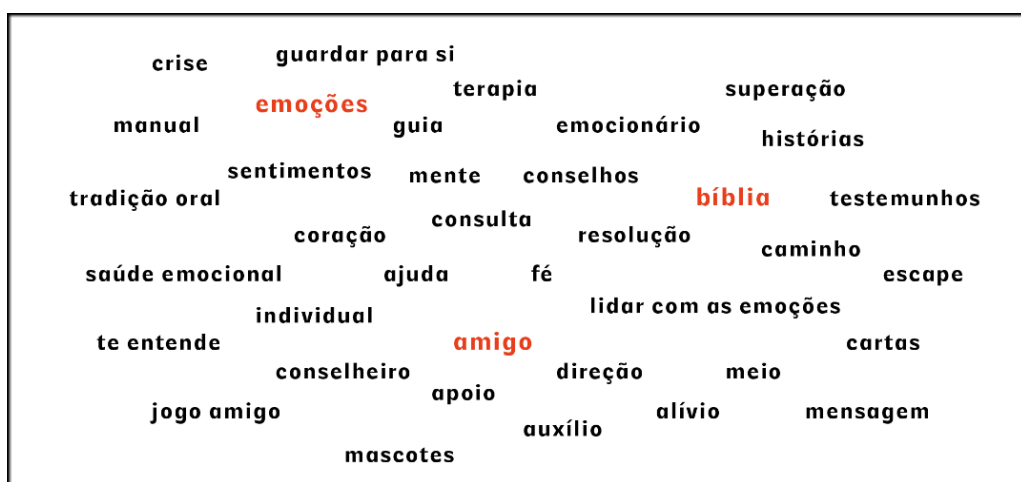 guardar para si
crise
terapia
superação
emoções
manual
guia
emocionário
histórias
sentimentos
mente
conselhos
tradição oral
bíblia
testemunhos
consulta
coração
resolução
caminho
saúde emocional
ajuda
fé
escape
lidar com as emoções
individual
te entende
amigo
cartas
conselheiro
direção
meio
apoio
jogo amigo
alívio
mensagem
auxílio
mascotes